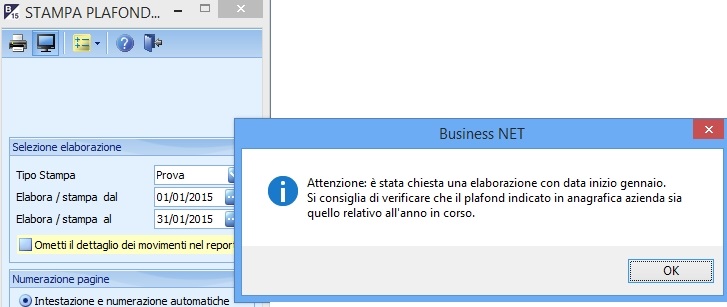 B
15
STAMPA PLAFOND...
Business NET
Selezione elaborazione
Tipo Stampa Prova
Elabora / stampa dal 01/01/2015
Elabora / stampa al 31/01/2015
Ometti il dettaglio dei movimenti nel report
Numerazione pagine
Intestazione e numerazione automatiche
Attenzione: è stata chiesta una elaborazione con data inizio gennaio.
Si consiglia di verificare che il plafond indicato in anagrafica azienda sia
quello relativo all'anno in corso.
OK